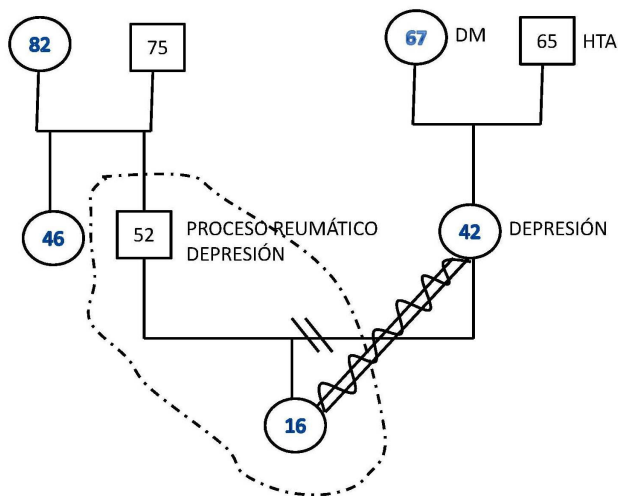 82
75
67
DM
65
HTA
46
52
PROCESO REUMÁTICO
DEPRESIÓN
42
DEPRESIÓN
16